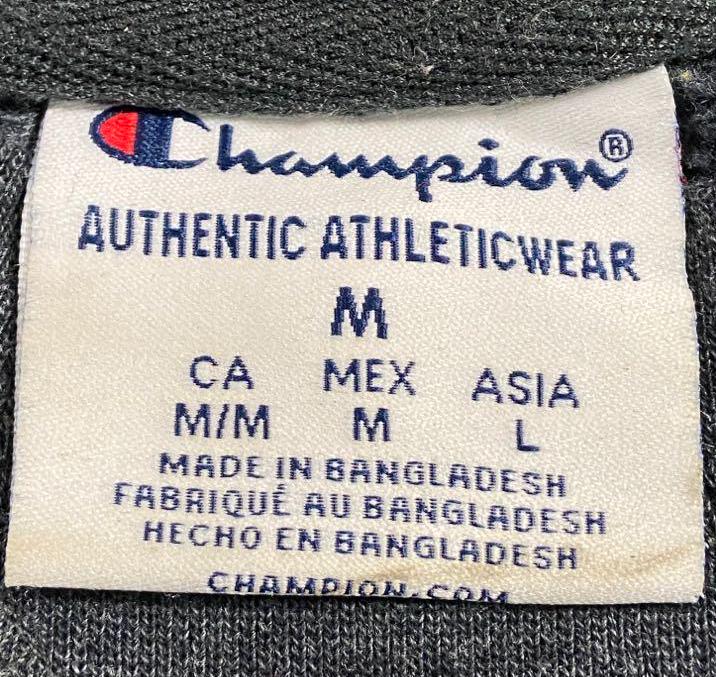 Champion®
AUTHENTIC ATHLETICWEAR
M
CA MEX ASIA
M/M M L
MADE IN BANGLADESH
FABRIQUÉ AU BANGLADESH
HECHO EN BANGLADESH
CHAMPION.COM